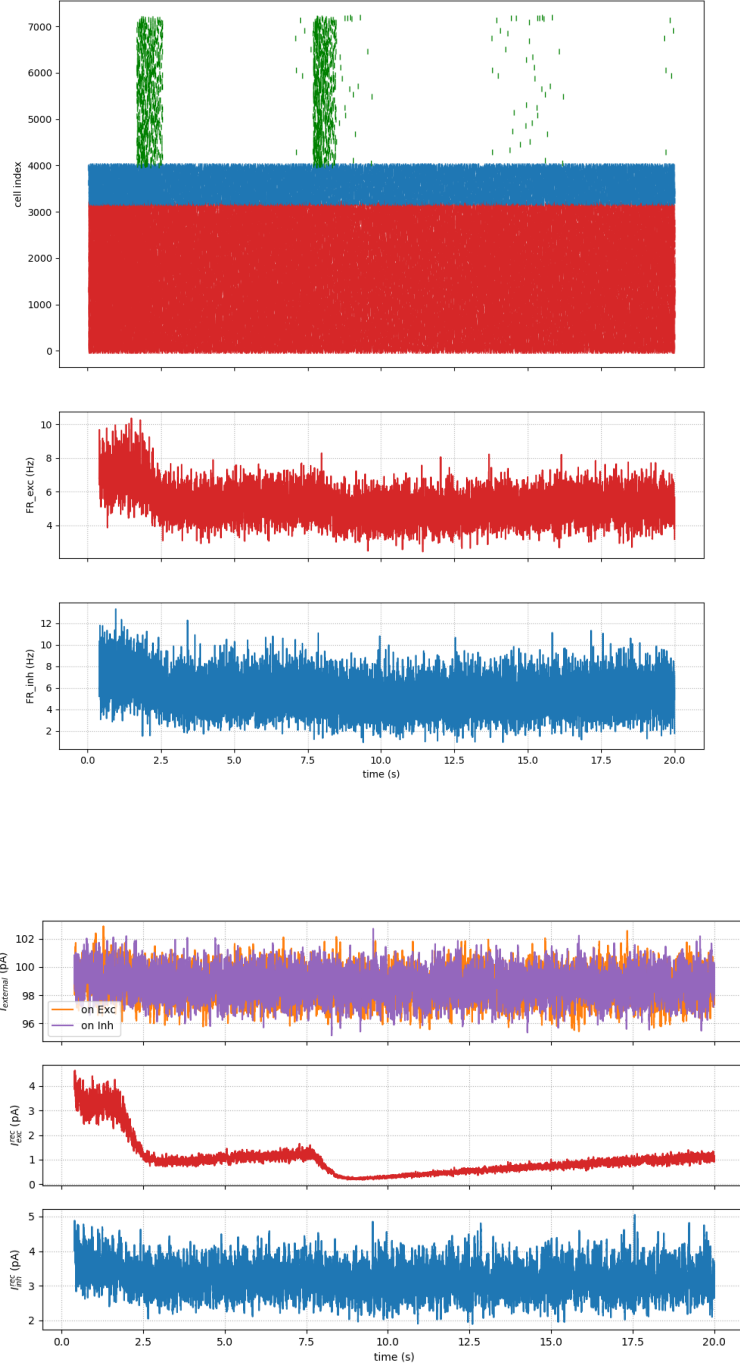 7000
6000
5000
4000
3000
2000
1000
0
cell index
10
8
6
4
FR_exc (Hz)
12
10
8
6
4
2
FR_inh (Hz)
0.0 2.5 5.0 7.5 10.0 12.5 15.0 17.5 20.0
time (s)
102
100
98
96
I_external (pA)
on Exc
on Inh
4
3
2
1
0
I^rec_exc (pA)
5
4
3
2
I^rec_inh (pA)
0.0 2.5 5.0 7.5 10.0 12.5 15.0 17.5 20.0
time (s)